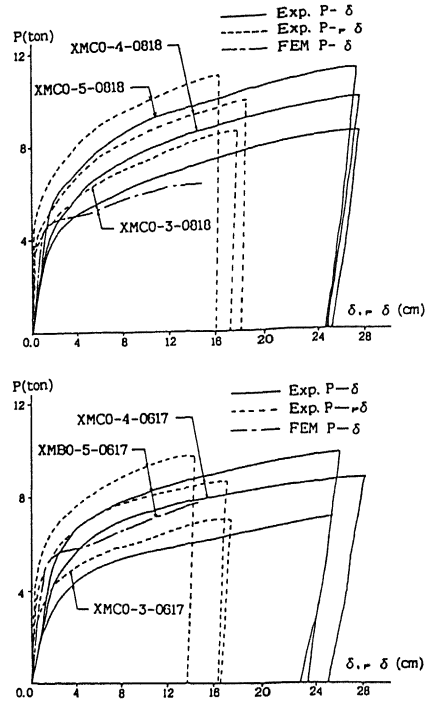 Exp. P- δ
Exp. P-ᵣ δ
FEM P- δ
P(ton)
XMC0-4-0818
12
XMC0-5-0818
8
XMC0-3-0818
4
0.0 4 8 12 16 20 24 28
δ,ᵣ δ (cm)
P(ton)
Exp. P—δ
Exp. P—ᵣδ
FEM P—δ
12
XMC0-4-0617
XMB0-5-0617
8
4
XMC0-3-0617
δ,ᵣ δ (cm)
0.0 4 8 12 16 20 24 28